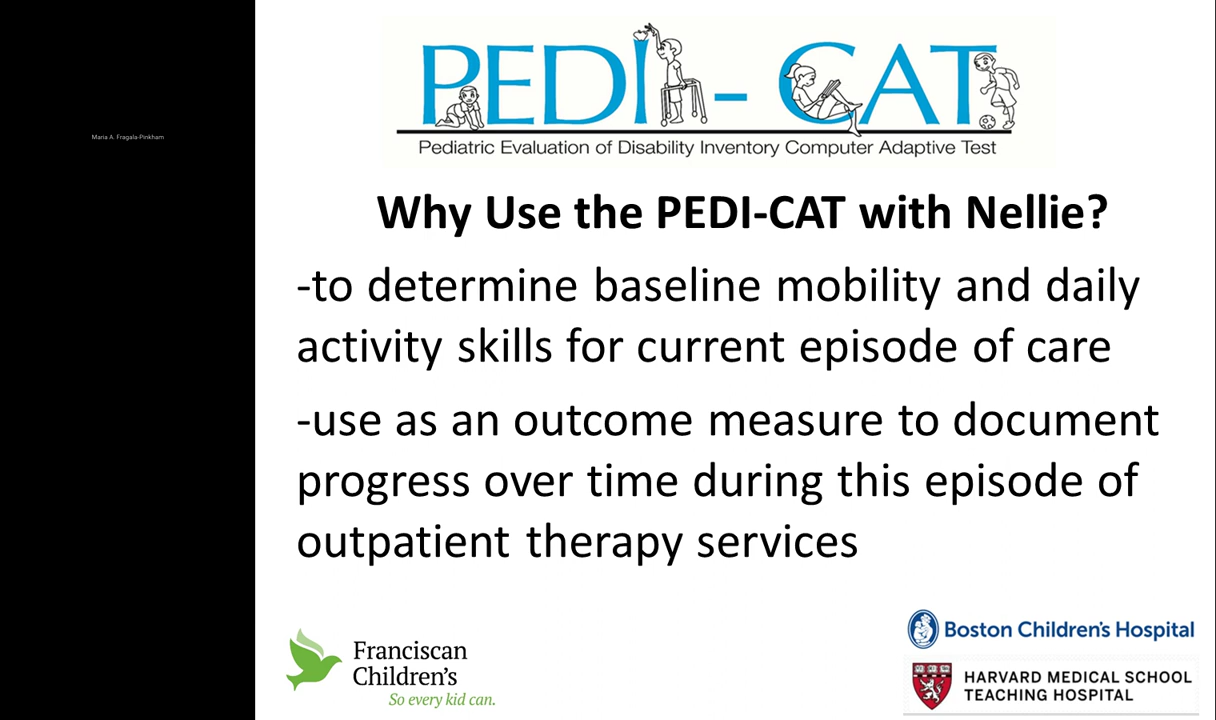 Maria A. Fragala-Pinkham
PEDI-CAT
Pediatric Evaluation of Disability Inventory Computer Adaptive Test
Why Use the PEDI-CAT with Nellie?
-to determine baseline mobility and daily
activity skills for current episode of care
-use as an outcome measure to document
progress over time during this episode of
outpatient therapy services
Franciscan
Children's
So every kid can.
Boston Children's Hospital
HARVARD MEDICAL SCHOOL
TEACHING HOSPITAL